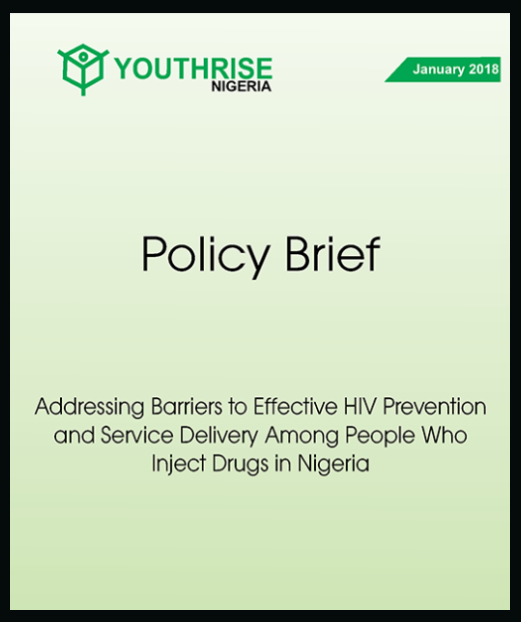 YOUTHRISE
NIGERIA
January 2018
Policy Brief
Addressing Barriers to Effective HIV Prevention
and Service Delivery Among People Who
Inject Drugs in Nigeria